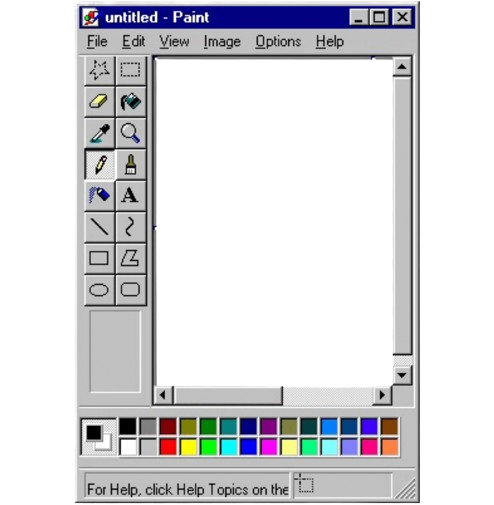 untitled - Paint
File Edit View Image Options Help
A
For Help, click Help Topics on the